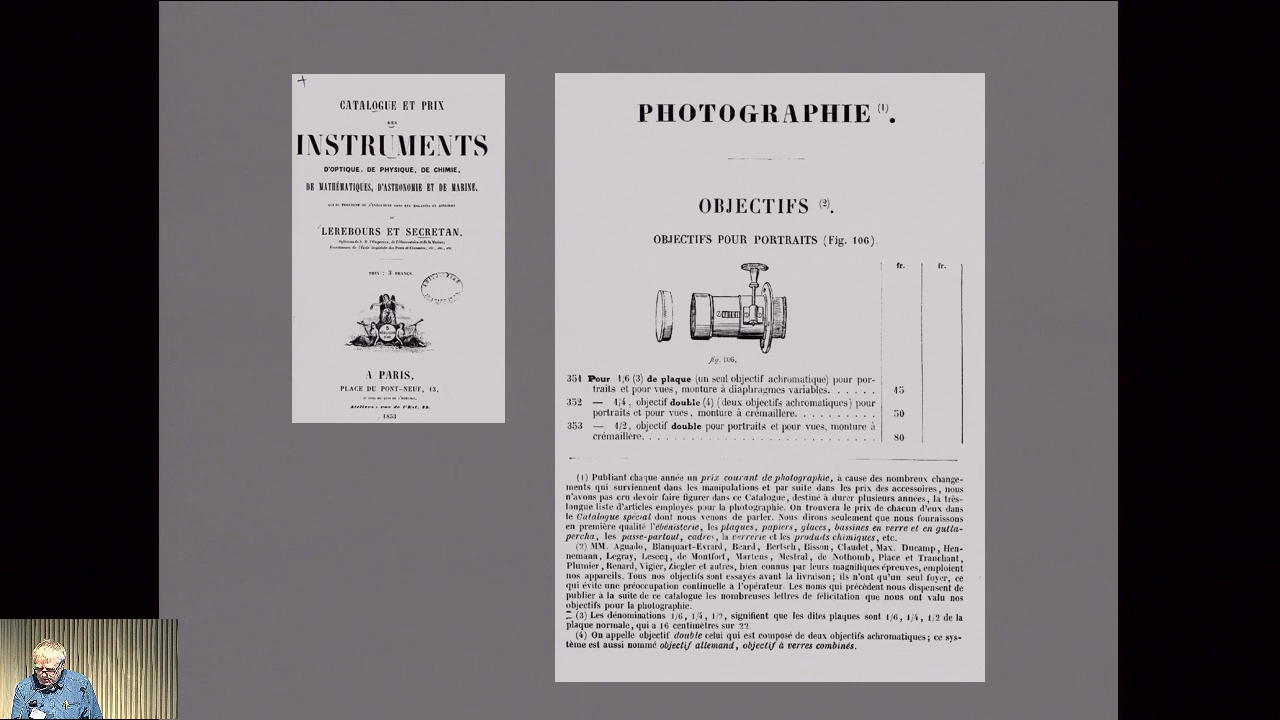 CATALOGUE ET PRIX
DES
INSTRUMENTS
D'OPTIQUE, DE PHYSIQUE, DE CHIMIE,
DE MATHÉMATIQUES, D'ASTRONOMIE ET DE MARINE,
LEREBOURS ET SECRETAN,
PRIX : 3 FRANCS.
A PARIS,
PLACE DU PONT-NEUF, 13,
Ateliers : rue de l'Est, 23.
1853
PHOTOGRAPHIE (1).
OBJECTIFS (2).
OBJECTIFS POUR PORTRAITS (Fig. 106).
fr. fr.
fig. 106.
351 Pour 1/6 (3) de plaque (un seul objectif achromatique) pour por-
traits et pour vues, monture à diaphragmes variables. . . . . . 45
352 — 1/4, objectif double (4) (deux objectifs achromatiques) pour
portraits et pour vues, monture à crémaillère. . . . . . . . . . 50
353 — 1/2, objectif double pour portraits et pour vues, monture à
crémaillère. . . . . . . . . . . . . . . . . . . . . . . . . . . 80
(1) Publiant chaque année un prix courant de photographie, à cause des nombreux change-
ments qui surviennent dans les manipulations et par suite dans les prix des accessoires, nous
n'avons pas cru devoir faire figurer dans ce Catalogue, destiné à durer plusieurs années, la très-
longue liste d'articles employés pour la photographie. On trouvera le prix de chacun d'eux dans
le Catalogue spécial dont nous venons de parler. Nous dirons seulement que nous fournissons
en première qualité l'ébénisterie, les plaques, papiers, glaces, bassines en verre et en gutta-
percha, les passe-partout, cadres, la verrerie et les produits chimiques, etc.
(2) MM. Aguado, Blanquart-Evrard, Beard, Bertsch, Bisson, Claudet, Max. Ducamp, Hen-
nemann, Legray, Lesecq, de Montfort, Martens, Mestral, de Nothomb, Place et Tranchant,
Plumier, Renard, Vigier, Ziegler et autres, bien connus par leurs magnifiques épreuves, emploient
nos appareils. Tous nos objectifs sont essayés avant la livraison; ils n'ont qu'un seul foyer, ce
qui évite une préoccupation continuelle à l'opérateur. Les noms qui précèdent nous dispensent de
publier à la suite de ce catalogue les nombreuses lettres de félicitation que nous ont valu nos
objectifs pour la photographie.
(3) Les dénominations 1/6, 1/4, 1/2, signifient que les dites plaques sont 1/6, 1/4, 1/2 de la
plaque normale, qui a 16 centimètres sur 22.
(4) On appelle objectif double celui qui est composé de deux objectifs achromatiques; ce sys-
tème est aussi nommé objectif allemand, objectif à verres combinés.